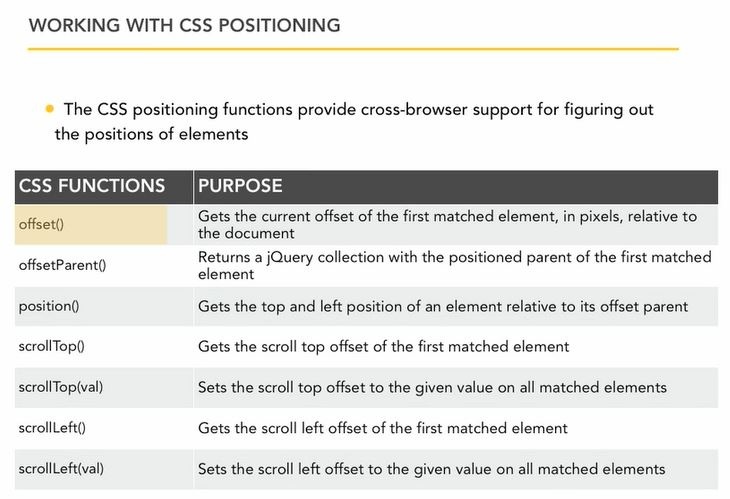 WORKING WITH CSS POSITIONING
The CSS positioning functions provide cross-browser support for figuring out
the positions of elements
CSS FUNCTIONS PURPOSE
offset() Gets the current offset of the first matched element, in pixels, relative to
the document
offsetParent() Returns a jQuery collection with the positioned parent of the first matched
element
position() Gets the top and left position of an element relative to its offset parent
scrollTop() Gets the scroll top offset of the first matched element
scrollTop(val) Sets the scroll top offset to the given value on all matched elements
scrollLeft() Gets the scroll left offset of the first matched element
scrollLeft(val) Sets the scroll left offset to the given value on all matched elements